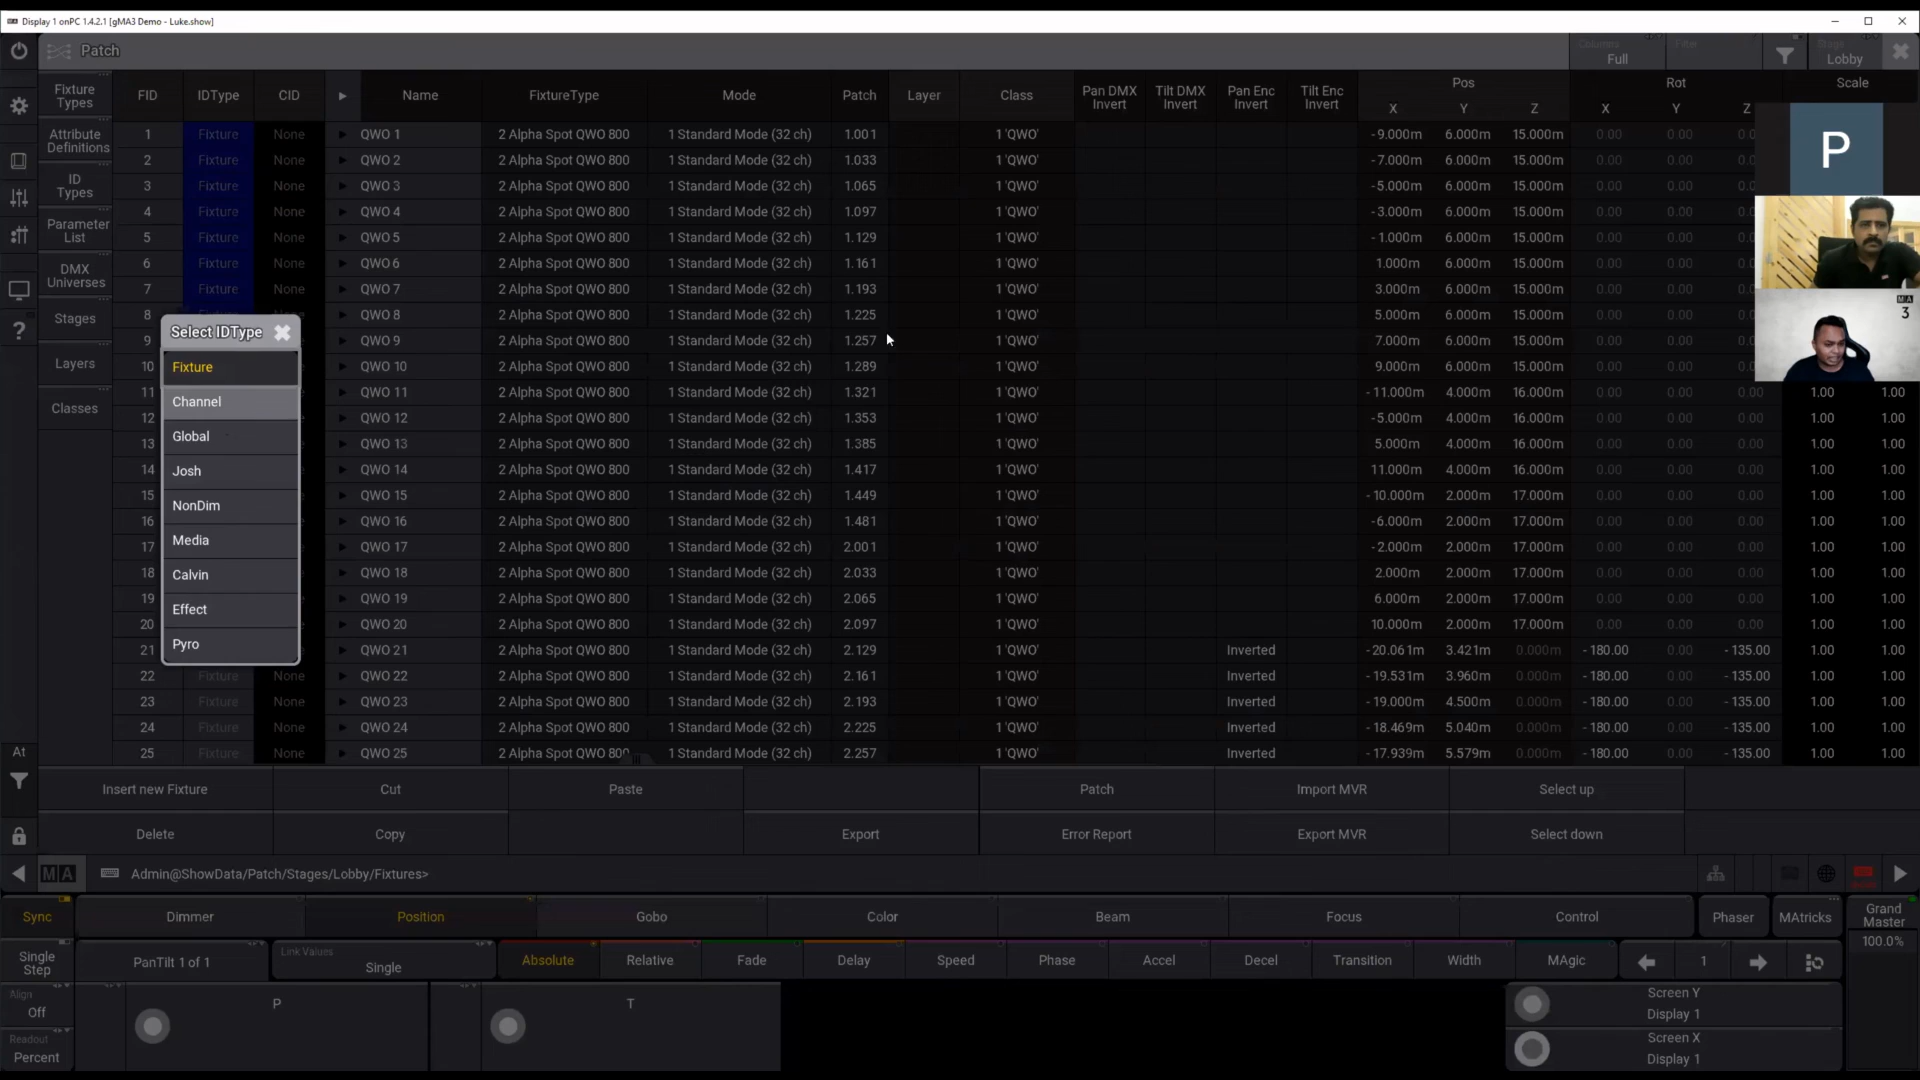 Display 1 onPC 1.4.2.1 [gMA3 Demo - Luke.show]
Patch
Columns Full Filter Stage Lobby
Fixture Types
Attribute Definitions
ID Types
Parameter List
DMX Universes
Stages
Layers
Classes
FID IDType CID Name FixtureType Mode Patch Layer Class Pan DMX Invert Tilt DMX Invert Pan Enc Invert Tilt Enc Invert Pos X Y Z Rot X Y Z Scale
1 Fixture None QWO 1 2 Alpha Spot QWO 800 1 Standard Mode (32 ch) 1.001 1 'QWO' -9.000m 6.000m 15.000m 0.00 0.00 0.00
2 Fixture None QWO 2 2 Alpha Spot QWO 800 1 Standard Mode (32 ch) 1.033 1 'QWO' -7.000m 6.000m 15.000m 0.00 0.00 0.00
3 Fixture None QWO 3 2 Alpha Spot QWO 800 1 Standard Mode (32 ch) 1.065 1 'QWO' -5.000m 6.000m 15.000m 0.00 0.00 0.00
4 Fixture None QWO 4 2 Alpha Spot QWO 800 1 Standard Mode (32 ch) 1.097 1 'QWO' -3.000m 6.000m 15.000m 0.00 0.00 0.00
5 Fixture None QWO 5 2 Alpha Spot QWO 800 1 Standard Mode (32 ch) 1.129 1 'QWO' -1.000m 6.000m 15.000m 0.00 0.00 0.00
6 Fixture None QWO 6 2 Alpha Spot QWO 800 1 Standard Mode (32 ch) 1.161 1 'QWO' 1.000m 6.000m 15.000m 0.00 0.00 0.00
7 Fixture None QWO 7 2 Alpha Spot QWO 800 1 Standard Mode (32 ch) 1.193 1 'QWO' 3.000m 6.000m 15.000m 0.00 0.00 0.00
8 QWO 8 2 Alpha Spot QWO 800 1 Standard Mode (32 ch) 1.225 1 'QWO' 5.000m 6.000m 15.000m 0.00 0.00 0.00
9 QWO 9 2 Alpha Spot QWO 800 1 Standard Mode (32 ch) 1.257 1 'QWO' 7.000m 6.000m 15.000m 0.00 0.00 0.00
10 QWO 10 2 Alpha Spot QWO 800 1 Standard Mode (32 ch) 1.289 1 'QWO' 9.000m 6.000m 15.000m 0.00 0.00 0.00
11 QWO 11 2 Alpha Spot QWO 800 1 Standard Mode (32 ch) 1.321 1 'QWO' -11.000m 4.000m 16.000m 0.00 0.00 0.00 1.00 1.00
12 QWO 12 2 Alpha Spot QWO 800 1 Standard Mode (32 ch) 1.353 1 'QWO' -5.000m 4.000m 16.000m 0.00 0.00 0.00 1.00 1.00
13 QWO 13 2 Alpha Spot QWO 800 1 Standard Mode (32 ch) 1.385 1 'QWO' 5.000m 4.000m 16.000m 0.00 0.00 0.00 1.00 1.00
14 QWO 14 2 Alpha Spot QWO 800 1 Standard Mode (32 ch) 1.417 1 'QWO' 11.000m 4.000m 16.000m 0.00 0.00 0.00 1.00 1.00
15 QWO 15 2 Alpha Spot QWO 800 1 Standard Mode (32 ch) 1.449 1 'QWO' -10.000m 2.000m 17.000m 0.00 0.00 0.00 1.00 1.00
16 QWO 16 2 Alpha Spot QWO 800 1 Standard Mode (32 ch) 1.481 1 'QWO' -6.000m 2.000m 17.000m 0.00 0.00 0.00 1.00 1.00
17 QWO 17 2 Alpha Spot QWO 800 1 Standard Mode (32 ch) 2.001 1 'QWO' -2.000m 2.000m 17.000m 0.00 0.00 0.00 1.00 1.00
18 QWO 18 2 Alpha Spot QWO 800 1 Standard Mode (32 ch) 2.033 1 'QWO' 2.000m 2.000m 17.000m 0.00 0.00 0.00 1.00 1.00
19 QWO 19 2 Alpha Spot QWO 800 1 Standard Mode (32 ch) 2.065 1 'QWO' 6.000m 2.000m 17.000m 0.00 0.00 0.00 1.00 1.00
20 QWO 20 2 Alpha Spot QWO 800 1 Standard Mode (32 ch) 2.097 1 'QWO' 10.000m 2.000m 17.000m 0.00 0.00 0.00 1.00 1.00
21 QWO 21 2 Alpha Spot QWO 800 1 Standard Mode (32 ch) 2.129 1 'QWO' Inverted -20.061m 3.421m 0.000m -180.00 0.00 -135.00 1.00 1.00
22 Fixture None QWO 22 2 Alpha Spot QWO 800 1 Standard Mode (32 ch) 2.161 1 'QWO' Inverted -19.531m 3.960m 0.000m -180.00 0.00 -135.00 1.00 1.00
23 Fixture None QWO 23 2 Alpha Spot QWO 800 1 Standard Mode (32 ch) 2.193 1 'QWO' Inverted -19.000m 4.500m 0.000m -180.00 0.00 -135.00 1.00 1.00
24 Fixture None QWO 24 2 Alpha Spot QWO 800 1 Standard Mode (32 ch) 2.225 1 'QWO' Inverted -18.469m 5.040m 0.000m -180.00 0.00 -135.00 1.00 1.00
25 Fixture None QWO 25 2 Alpha Spot QWO 800 1 Standard Mode (32 ch) 2.257 1 'QWO' Inverted -17.939m 5.579m 0.000m -180.00 0.00 -135.00 1.00 1.00
Select IDType
Fixture
Channel
Global
Josh
NonDim
Media
Calvin
Effect
Pyro
P
MA
3
At
Insert new Fixture Cut Paste Patch Import MVR Select up
Delete Copy Export Error Report Export MVR Select down
MA Admin@ShowData/Patch/Stages/Lobby/Fixtures>
Sync Dimmer Position Gobo Color Beam Focus Control Phaser MAtricks Grand Master
100.0%
Single Step PanTilt 1 of 1 Link Values Single Absolute Relative Fade Delay Speed Phase Accel Decel Transition Width MAgic 1
Align Off P T Screen Y Display 1
Readout Percent Screen X Display 1